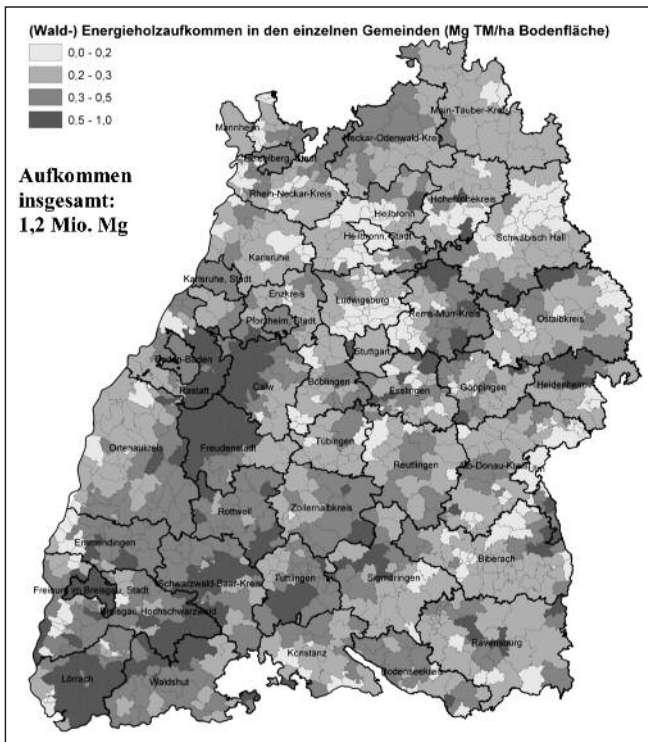 (Wald-) Energieholzaufkommen in den einzelnen Gemeinden (Mg TM/ha Bodenfläche)
0,0 - 0,2
0,2 - 0,3
0,3 - 0,5
0,5 - 1,0
Aufkommen
insgesamt:
1,2 Mio. Mg
Main-Tauber-Kreis
Mannheim
Neckar-Odenwald-Kreis
Heidelberg, Stadt
Rhein-Neckar-Kreis
Hohenlohekreis
Heilbronn
Heilbronn, Stadt
Schwäbisch Hall
Karlsruhe
Karlsruhe, Stadt
Enzkreis
Ludwigsburg
Rems-Murr-Kreis
Ostalbkreis
Pforzheim, Stadt
Stuttgart
Baden-Baden
Rastatt
Calw
Böblingen
Esslingen
Göppingen
Heidenheim
Ortenaukreis
Freudenstadt
Tübingen
Reutlingen
Alb-Donau-Kreis
Ulm
Rottweil
Zollernalbkreis
Emmendingen
Biberach
Freiburg im Breisgau, Stadt
Schwarzwald-Baar-Kreis
Tuttlingen
Sigmaringen
Breisgau-Hochschwarzwald
Ravensburg
Konstanz
Bodenseekreis
Lörrach
Waldshut